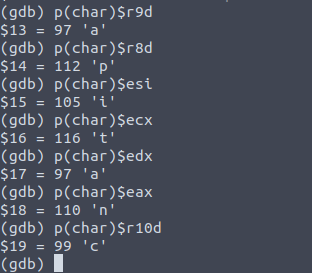 (gdb) p(char)$r9d
$13 = 97 'a'
(gdb) p(char)$r8d
$14 = 112 'p'
(gdb) p(char)$esi
$15 = 105 'i'
(gdb) p(char)$ecx
$16 = 116 't'
(gdb) p(char)$edx
$17 = 97 'a'
(gdb) p(char)$eax
$18 = 110 'n'
(gdb) p(char)$r10d
$19 = 99 'c'
(gdb)